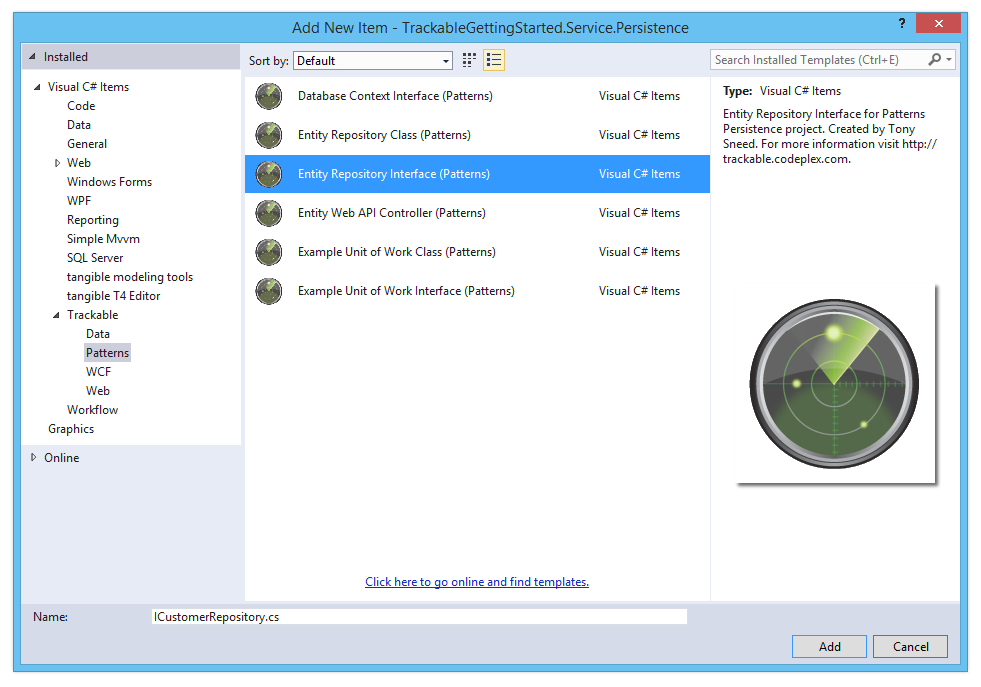 Add New Item - TrackableGettingStarted.Service.Persistence
?
Installed
Sort by: Default
Search Installed Templates (Ctrl+E)
Visual C# Items
Code
Data
General
Web
Windows Forms
WPF
Reporting
Simple Mvvm
SQL Server
tangible modeling tools
tangible T4 Editor
Trackable
Data
Patterns
WCF
Web
Workflow
Graphics
Online
Database Context Interface (Patterns) Visual C# Items
Entity Repository Class (Patterns) Visual C# Items
Entity Repository Interface (Patterns) Visual C# Items
Entity Web API Controller (Patterns) Visual C# Items
Example Unit of Work Class (Patterns) Visual C# Items
Example Unit of Work Interface (Patterns) Visual C# Items
Click here to go online and find templates.
Type: Visual C# Items
Entity Repository Interface for Patterns
Persistence project. Created by Tony
Sneed. For more information visit http://
trackable.codeplex.com.
Name: ICustomerRepository.cs
Add Cancel